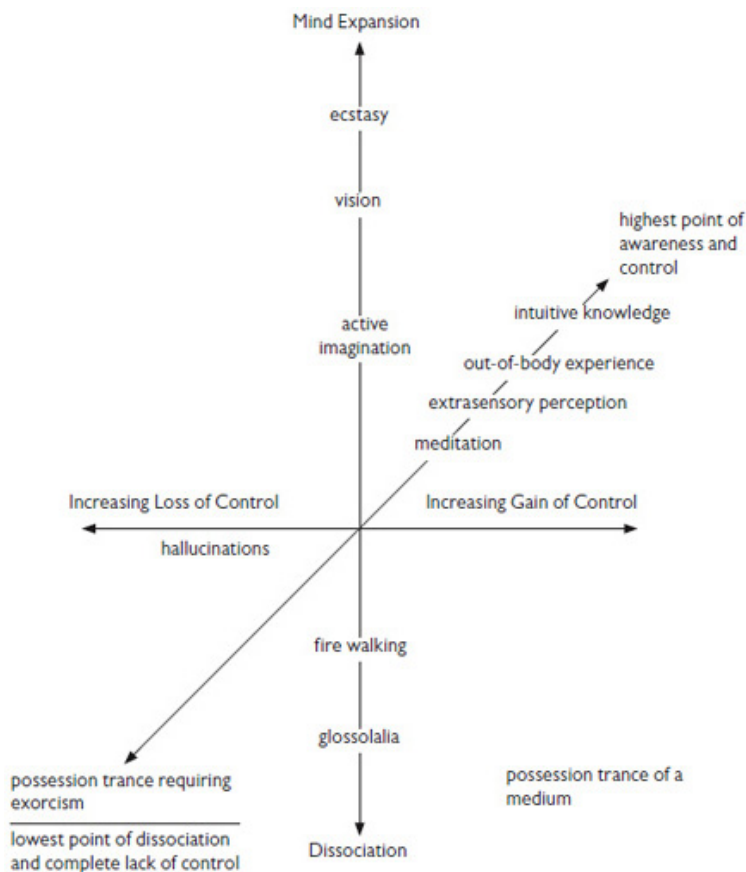 Mind Expansion
ecstasy
vision
highest point of
awareness and
control
intuitive knowledge
active
imagination
out-of-body experience
extrasensory perception
meditation
Increasing Loss of Control
Increasing Gain of Control
hallucinations
fire walking
glossolalia
possession trance requiring
exorcism
possession trance of a
medium
lowest point of dissociation
and complete lack of control
Dissociation